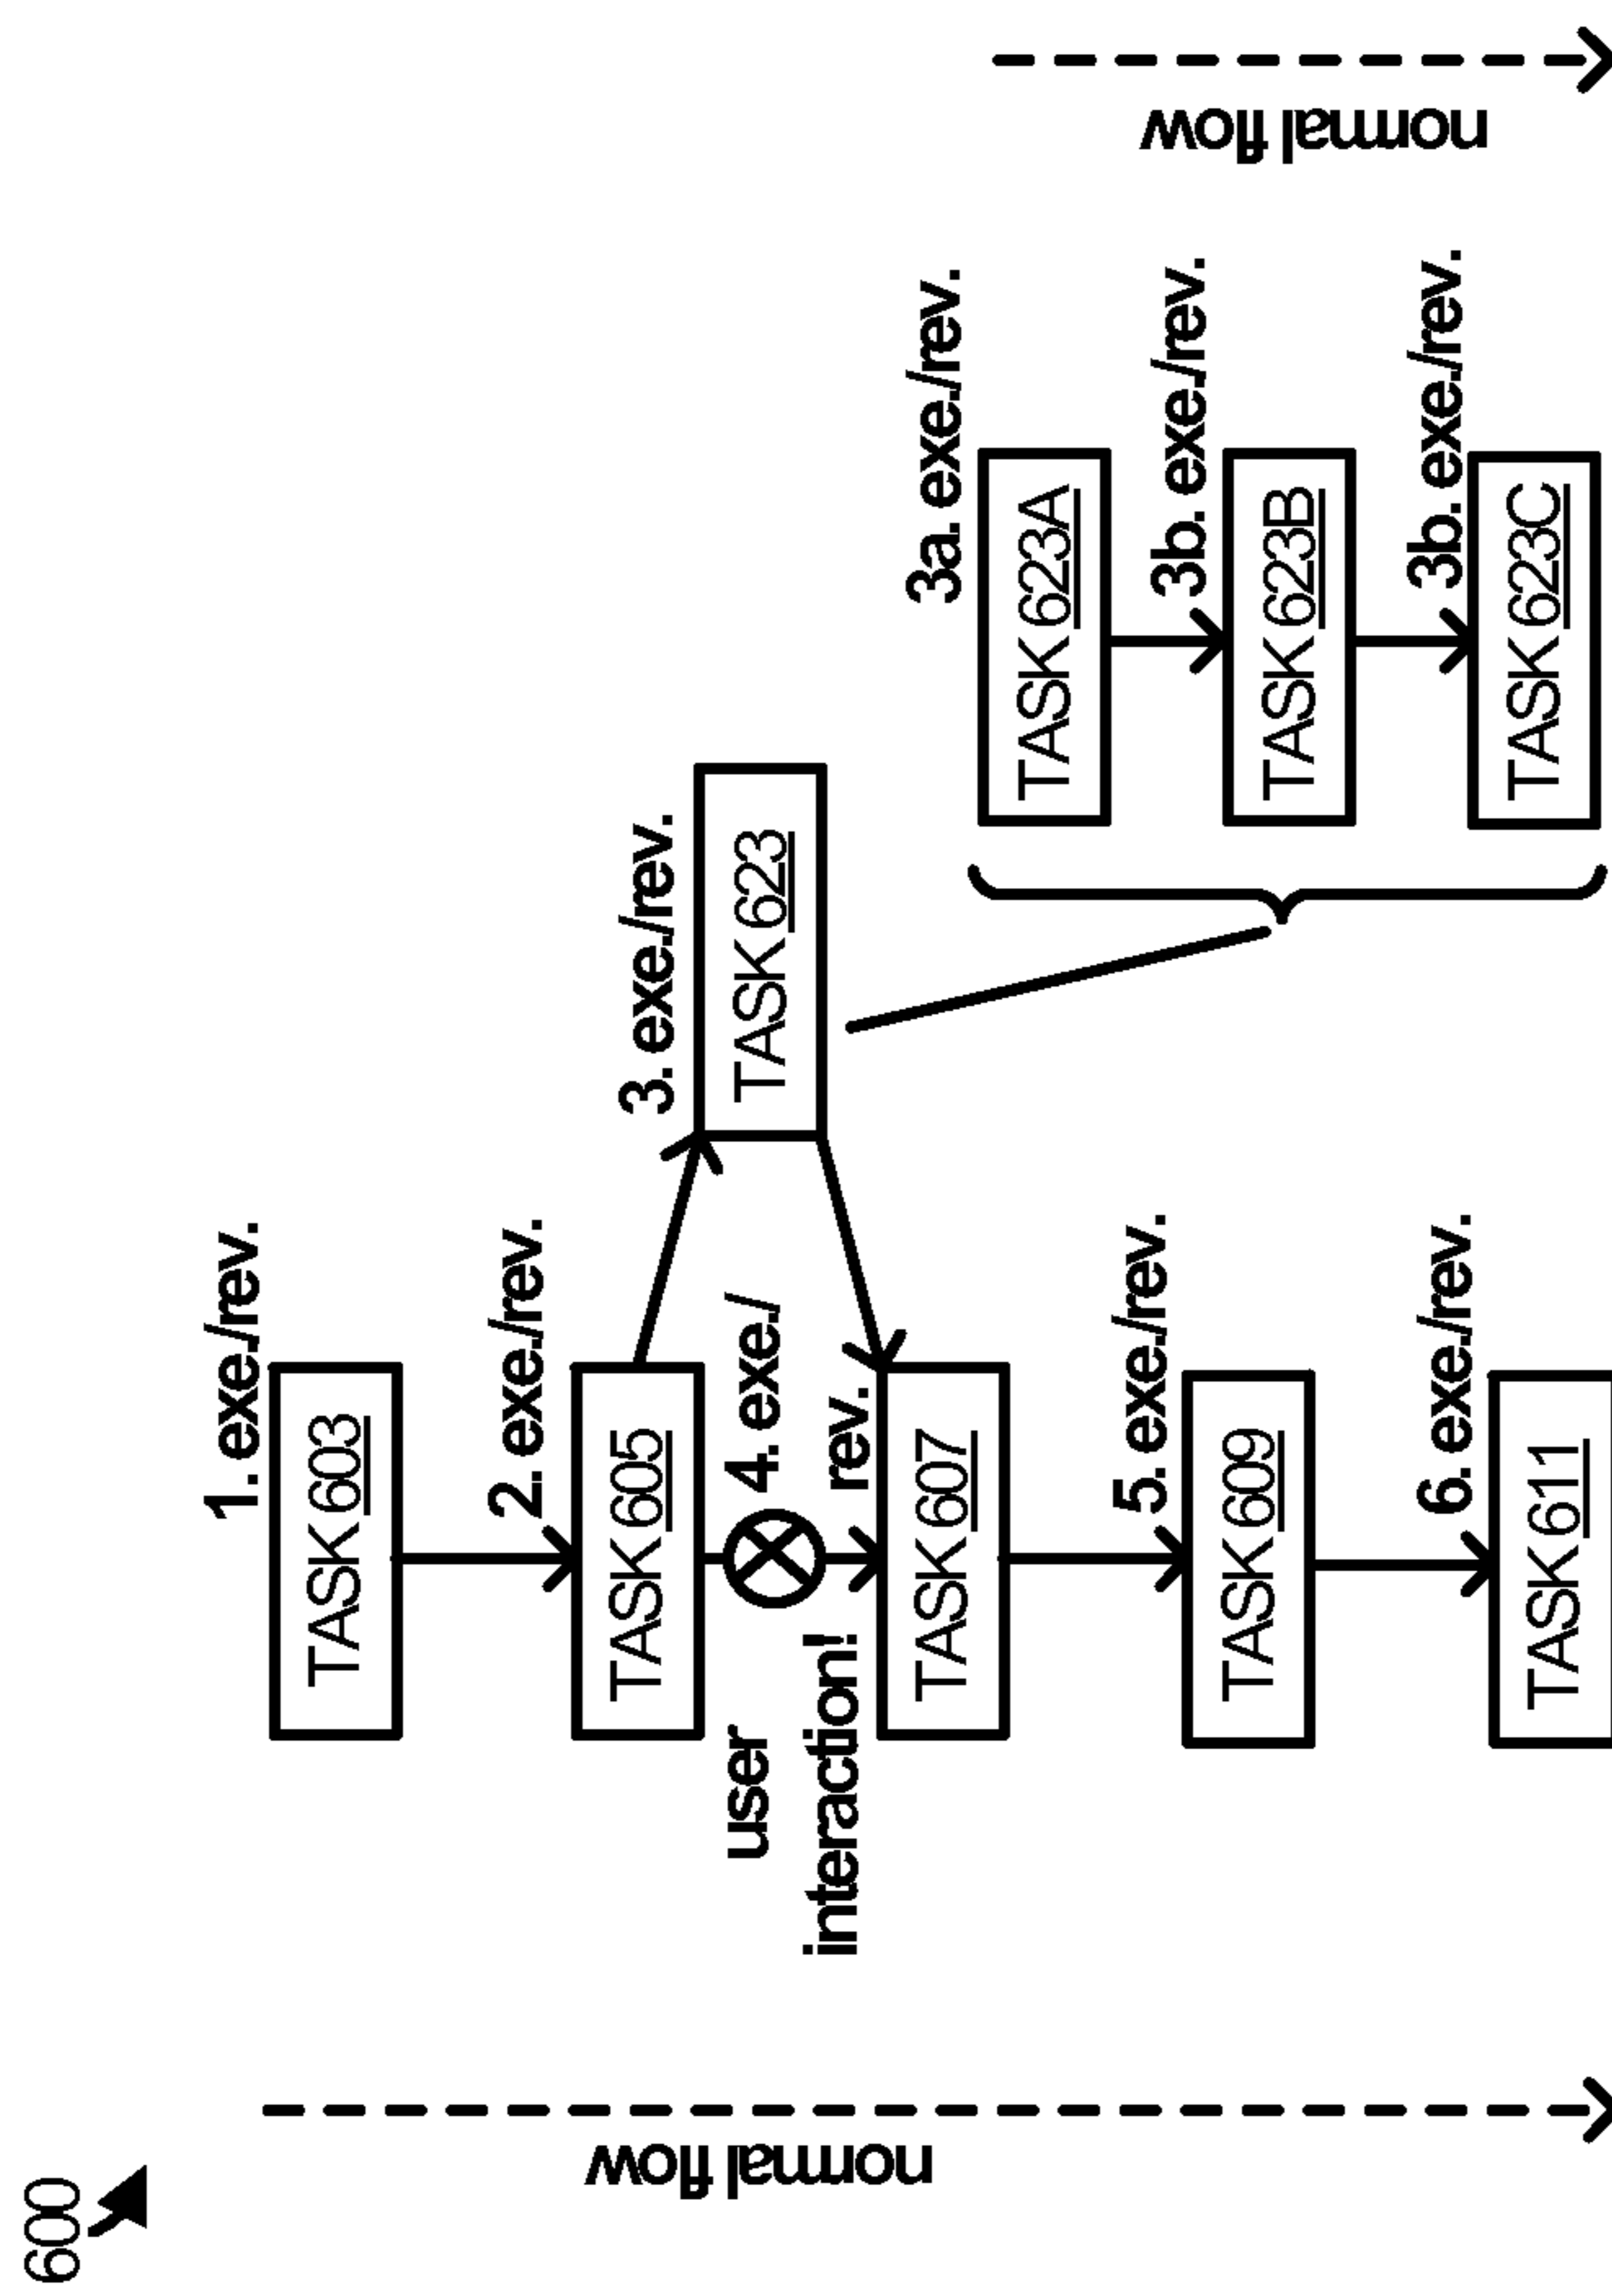 600
normal flow
1. exe./rev.
TASK 603
2. exe./rev.
TASK 605
user
interaction!
4. exe./
rev.
3. exe./rev.
TASK 623
TASK 607
5. exe./rev.
TASK 609
6. exe./rev.
TASK 611
3a. exe./rev.
TASK 623A
3b. exe./rev.
TASK 623B
3b. exe./rev.
TASK 623C
normal flow